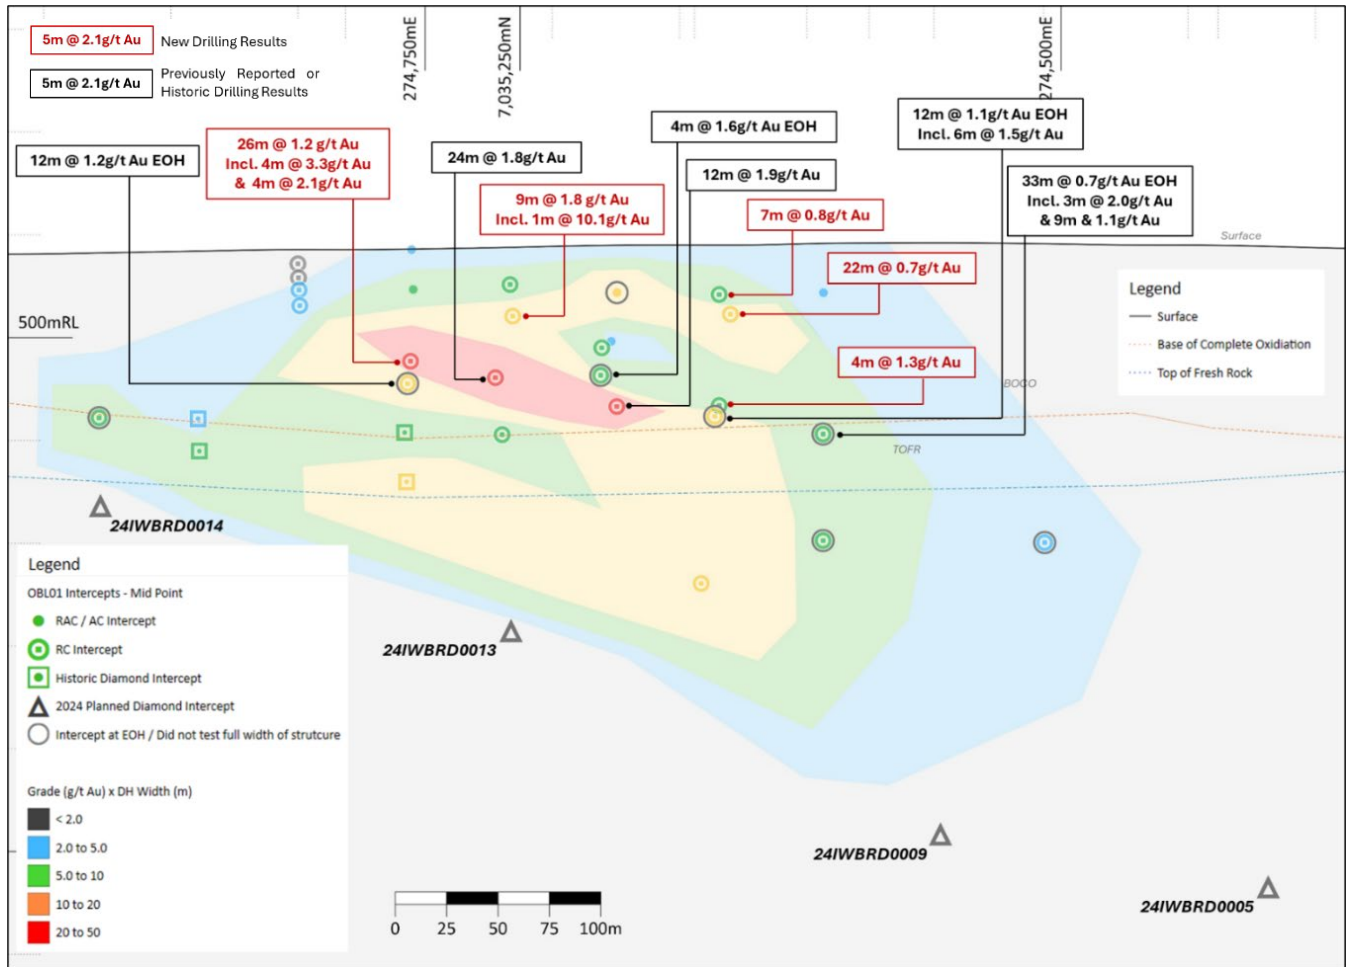 5m @ 2.1g/t Au
New Drilling Results
5m @ 2.1g/t Au
Previously Reported or
Historic Drilling Results
274,750mE
7,035,250mN
274,500mE
12m @ 1.2g/t Au EOH
26m @ 1.2 g/t Au
Incl. 4m @ 3.3g/t Au
& 4m @ 2.1g/t Au
24m @ 1.8g/t Au
9m @ 1.8 g/t Au
Incl. 1m @ 10.1g/t Au
4m @ 1.6g/t Au EOH
12m @ 1.9g/t Au
7m @ 0.8g/t Au
22m @ 0.7g/t Au
12m @ 1.1g/t Au EOH
Incl. 6m @ 1.5g/t Au
33m @ 0.7g/t Au EOH
Incl. 3m @ 2.0g/t Au
& 9m & 1.1g/t Au
4m @ 1.3g/t Au
Surface
500mRL
BOCO
TOFR
Legend
Surface
Base of Complete Oxidiation
Top of Fresh Rock
24IWBRD0014
24IWBRD0013
24IWBRD0009
24IWBRD0005
Legend
OBL01 Intercepts - Mid Point
RAC / AC Intercept
RC Intercept
Historic Diamond Intercept
2024 Planned Diamond Intercept
Intercept at EOH / Did not test full width of strutcure
Grade (g/t Au) x DH Width (m)
< 2.0
2.0 to 5.0
5.0 to 10
10 to 20
20 to 50
0 25 50 75 100m